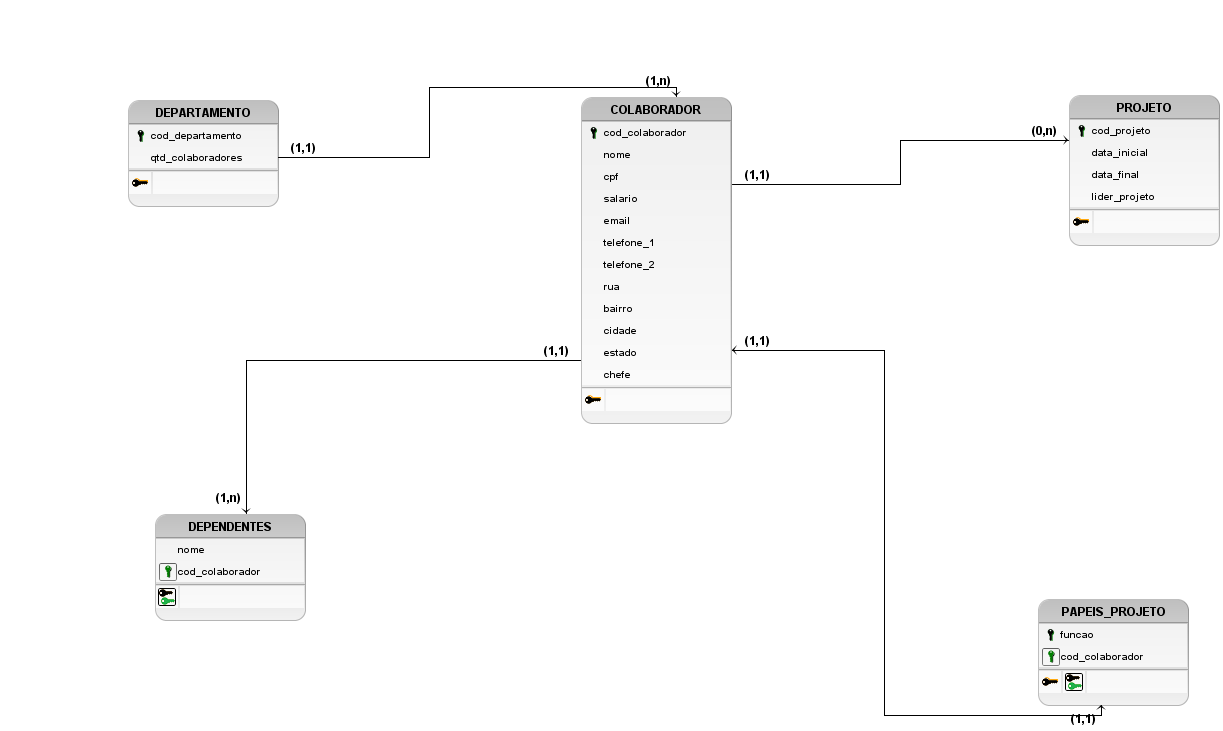 DEPARTAMENTO
cod_departamento
qtd_colaboradores
(1,1)
(1,n)
COLABORADOR
cod_colaborador
nome
cpf
salario
email
telefone_1
telefone_2
rua
bairro
cidade
estado
chefe
(1,1)
(0,n)
PROJETO
cod_projeto
data_inicial
data_final
lider_projeto
(1,1)
(1,n)
DEPENDENTES
nome
cod_colaborador
(1,1)
PAPEIS_PROJETO
funcao
cod_colaborador
(1,1)